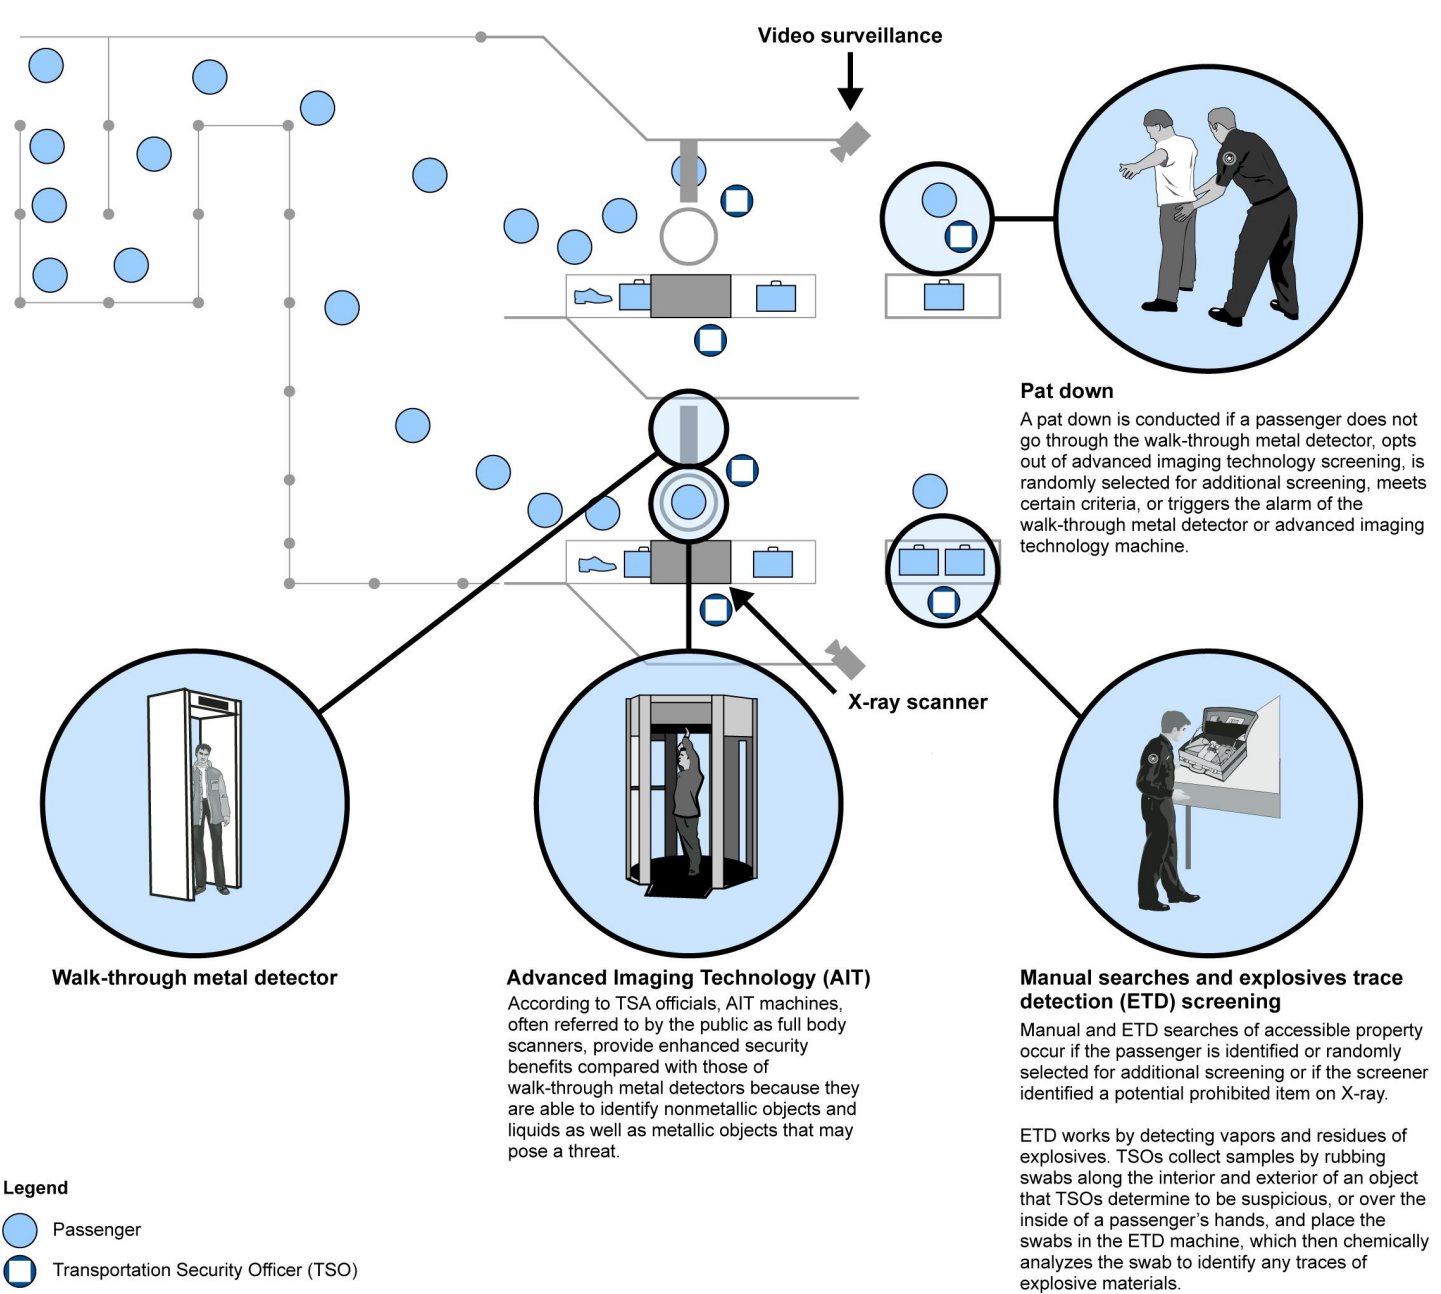 Video surveillance
Pat down
A pat down is conducted if a passenger does not
go through the walk-through metal detector, opts
out of advanced imaging technology screening, is
randomly selected for additional screening, meets
certain criteria, or triggers the alarm of the
walk-through metal detector or advanced imaging
technology machine.
X-ray scanner
Walk-through metal detector
Advanced Imaging Technology (AIT)
According to TSA officials, AIT machines,
often referred to by the public as full body
scanners, provide enhanced security
benefits compared with those of
walk-through metal detectors because they
are able to identify nonmetallic objects and
liquids as well as metallic objects that may
pose a threat.
Manual searches and explosives trace
detection (ETD) screening
Manual and ETD searches of accessible property
occur if the passenger is identified or randomly
selected for additional screening or if the screener
identified a potential prohibited item on X-ray.
ETD works by detecting vapors and residues of
explosives. TSOs collect samples by rubbing
swabs along the interior and exterior of an object
that TSOs determine to be suspicious, or over the
inside of a passenger's hands, and place the
swabs in the ETD machine, which then chemically
analyzes the swab to identify any traces of
explosive materials.
Legend
Passenger
Transportation Security Officer (TSO)